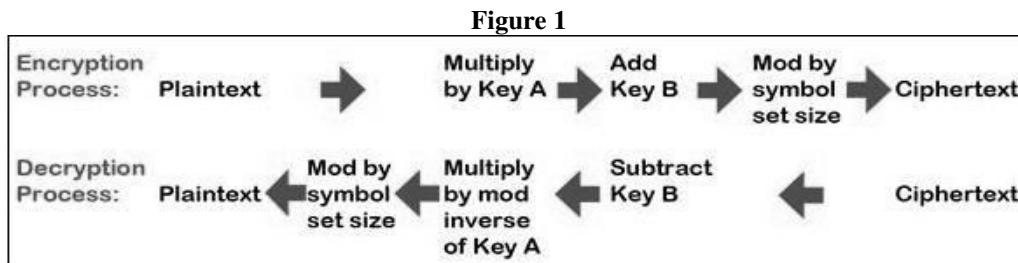 Figure 1
Encryption Multiply Add Mod by
Process: Plaintext by Key A Key B symbol Ciphertext
set size
Decryption Mod by Multiply Subtract
Process: Plaintext symbol by mod Key B Ciphertext
set size inverse
of Key A